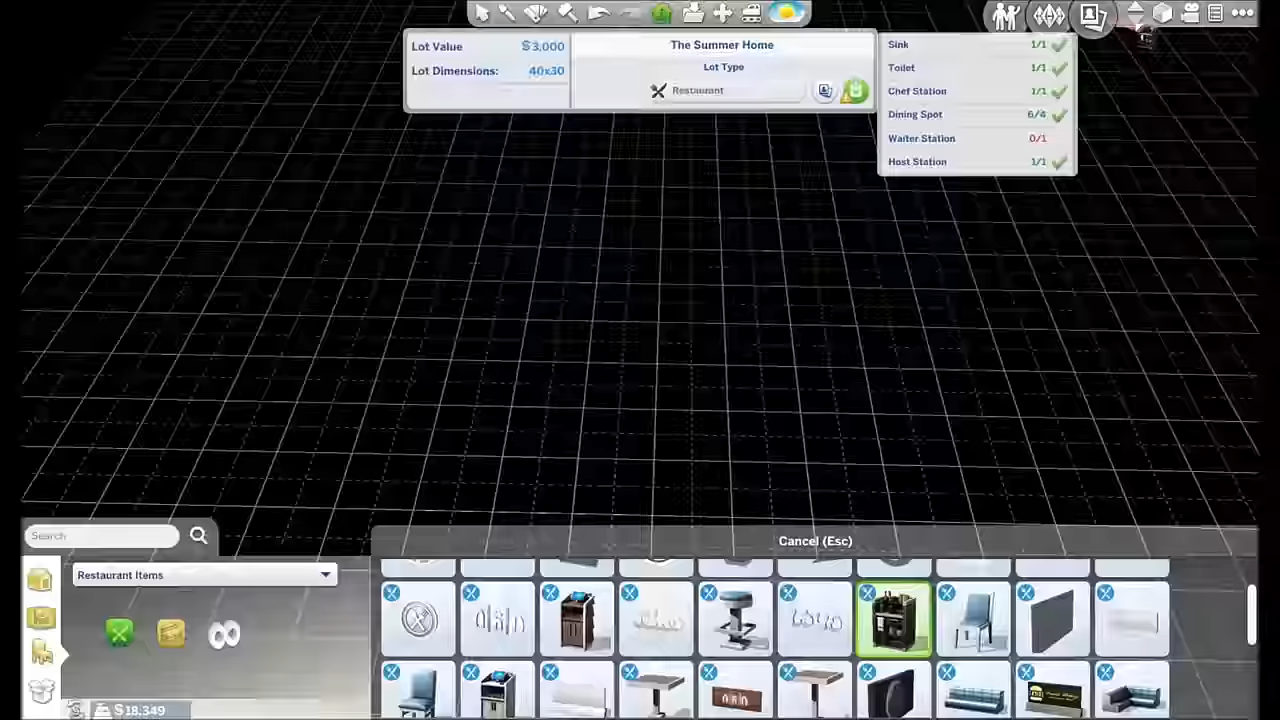 Lot Value
$3,000
The Summer Home
Lot Dimensions:
40x30
Lot Type
Restaurant
Sink
1/1
Toilet
1/1
Chef Station
1/1
Dining Spot
6/4
Waiter Station
0/1
Host Station
1/1
Search
Cancel (Esc)
Restaurant Items
$18,349